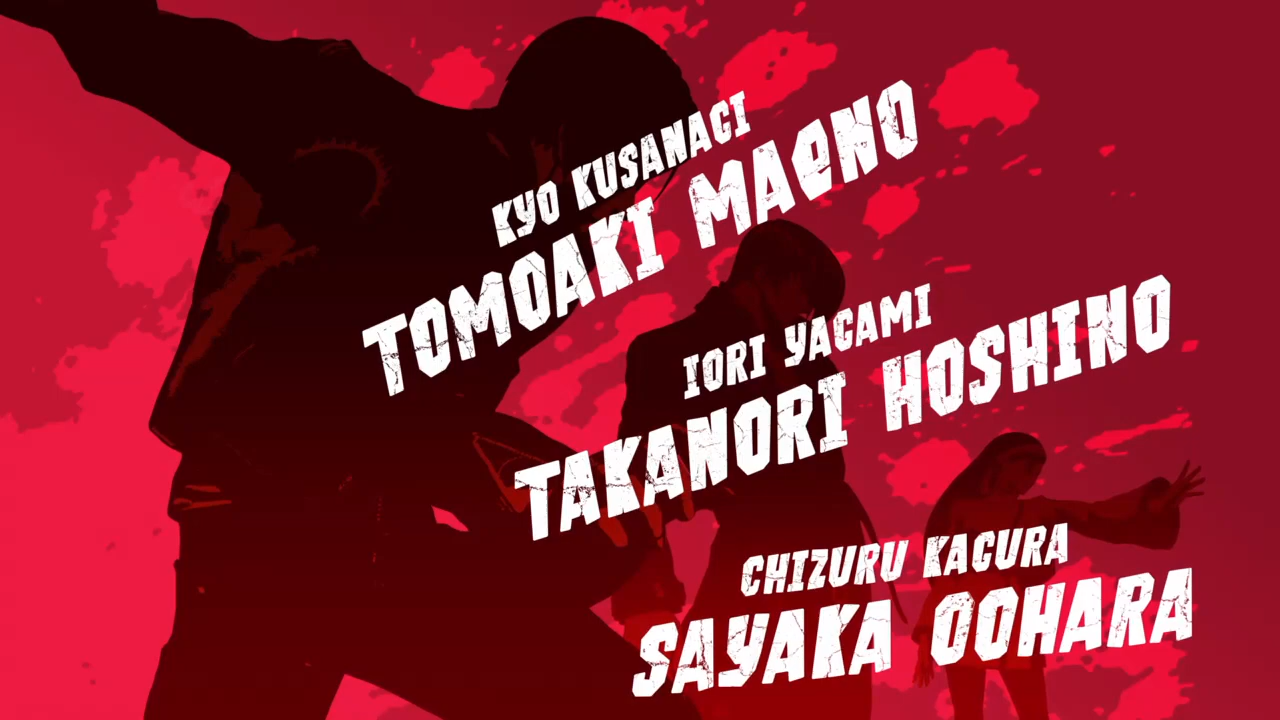 KYO KUSANAGI
TOMOAKI MAENO
IORI YAGAMI
TAKANORI HOSHINO
CHIZURU KAGURA
SAYAKA OOHARA